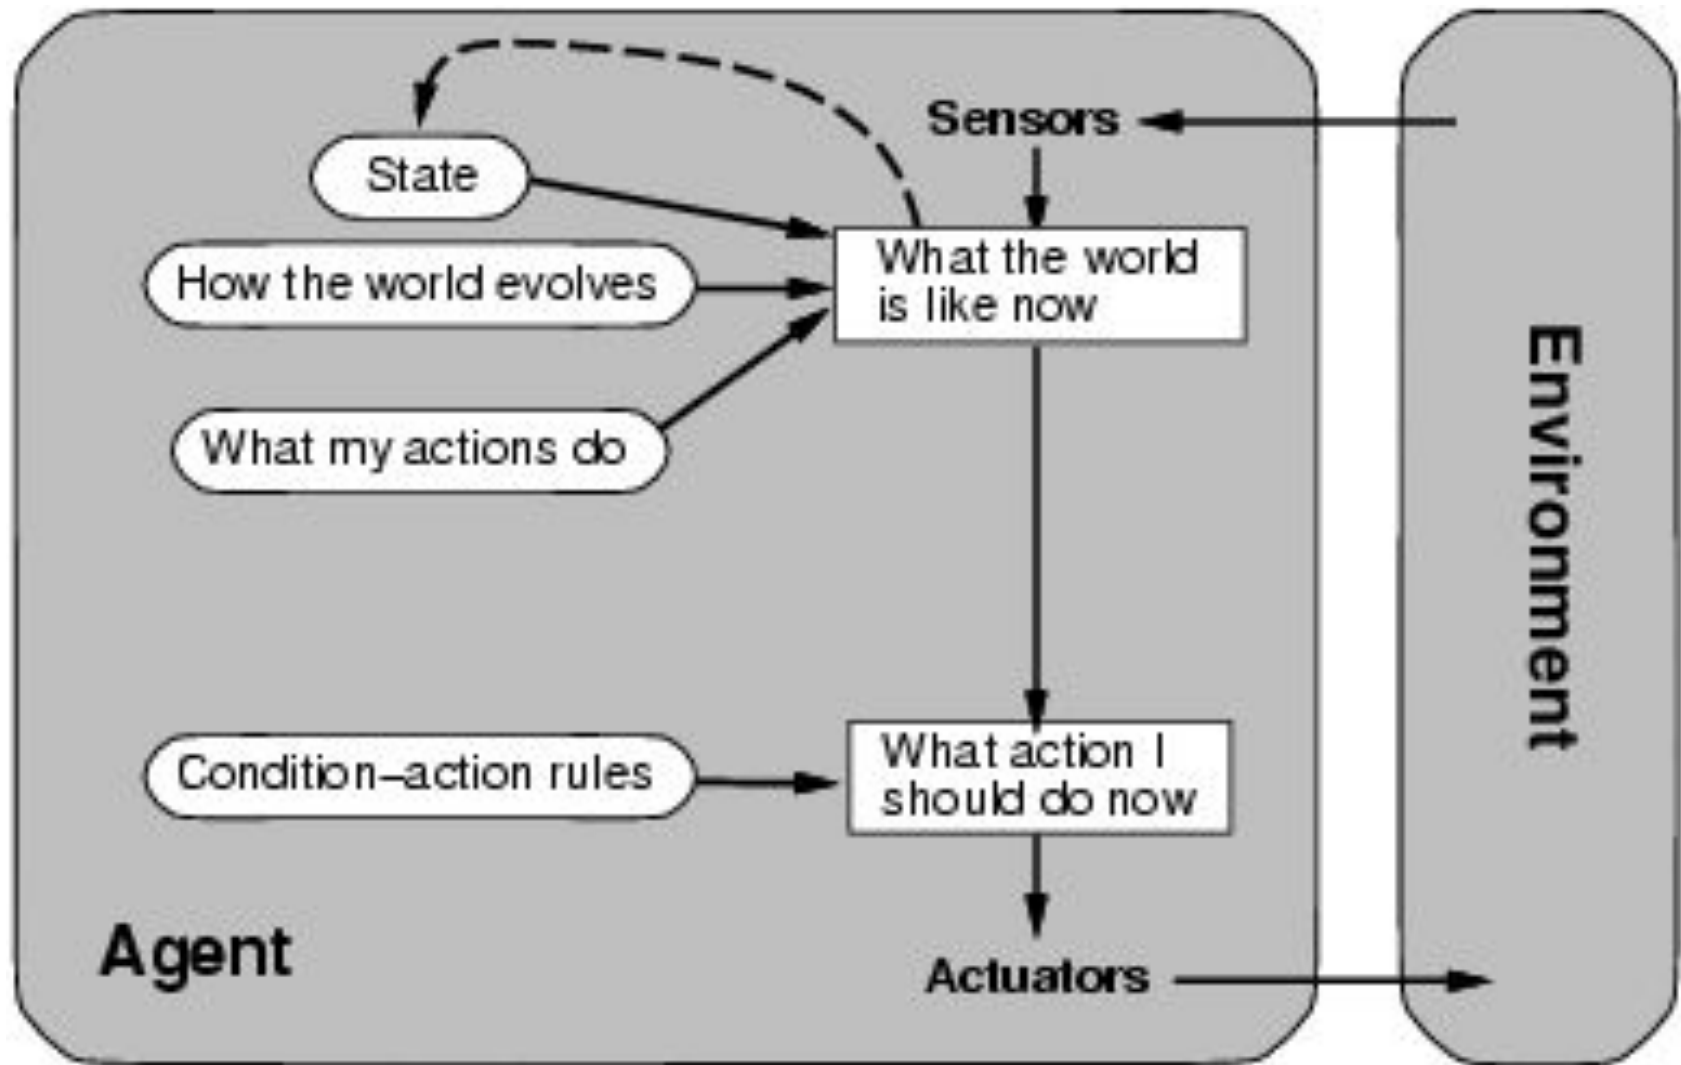 Sensors
State
What the world
is like now
How the world evolves
What my actions do
Environment
Condition–action rules
What action I
should do now
Agent
Actuators